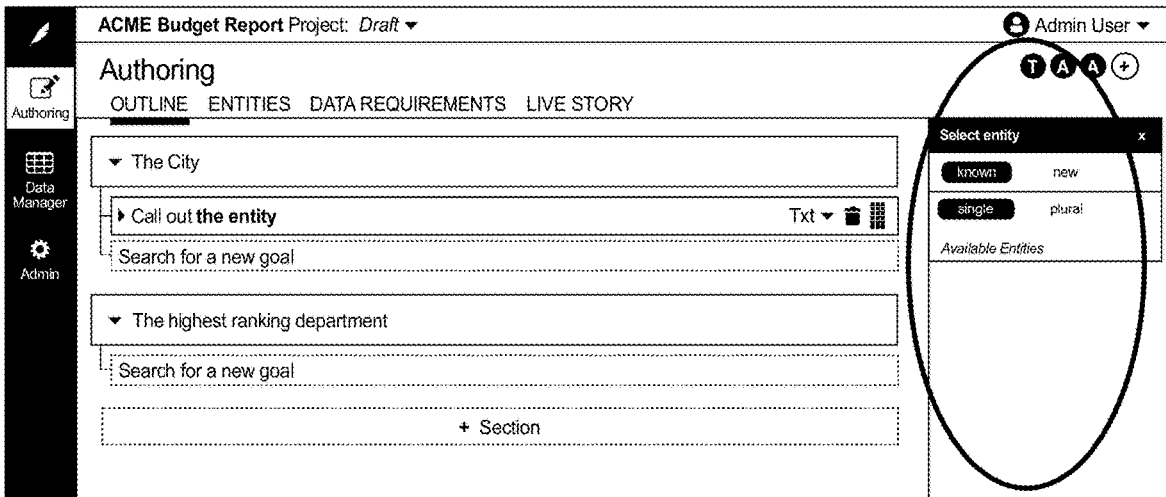 ACME Budget Report Project: Draft
Admin User
Authoring
T A A +
OUTLINE ENTITIES DATA REQUIREMENTS LIVE STORY
Authoring
Data
Manager
Admin
The City
Call out the entity
Txt
Search for a new goal
The highest ranking department
Search for a new goal
+ Section
Select entity x
known new
single plural
Available Entities